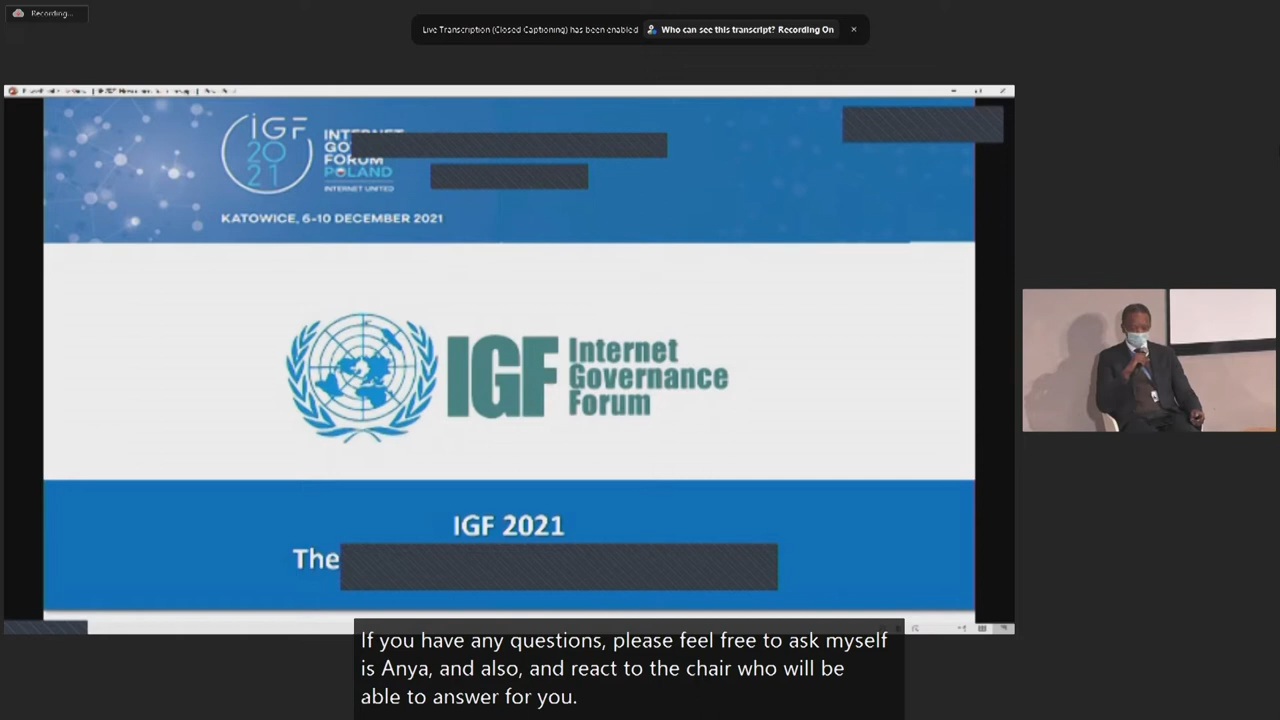 Recording...
Live Transcription (Closed Captioning) has been enabled Who can see this transcript? Recording On
IGF
2021
FORUM
POLAND
INTERNET UNITED
KATOWICE, 6-10 DECEMBER 2021
IGF Internet
Governance
Forum
IGF 2021
The
If you have any questions, please feel free to ask myself
is Anya, and also, and react to the chair who will be
able to answer for you.